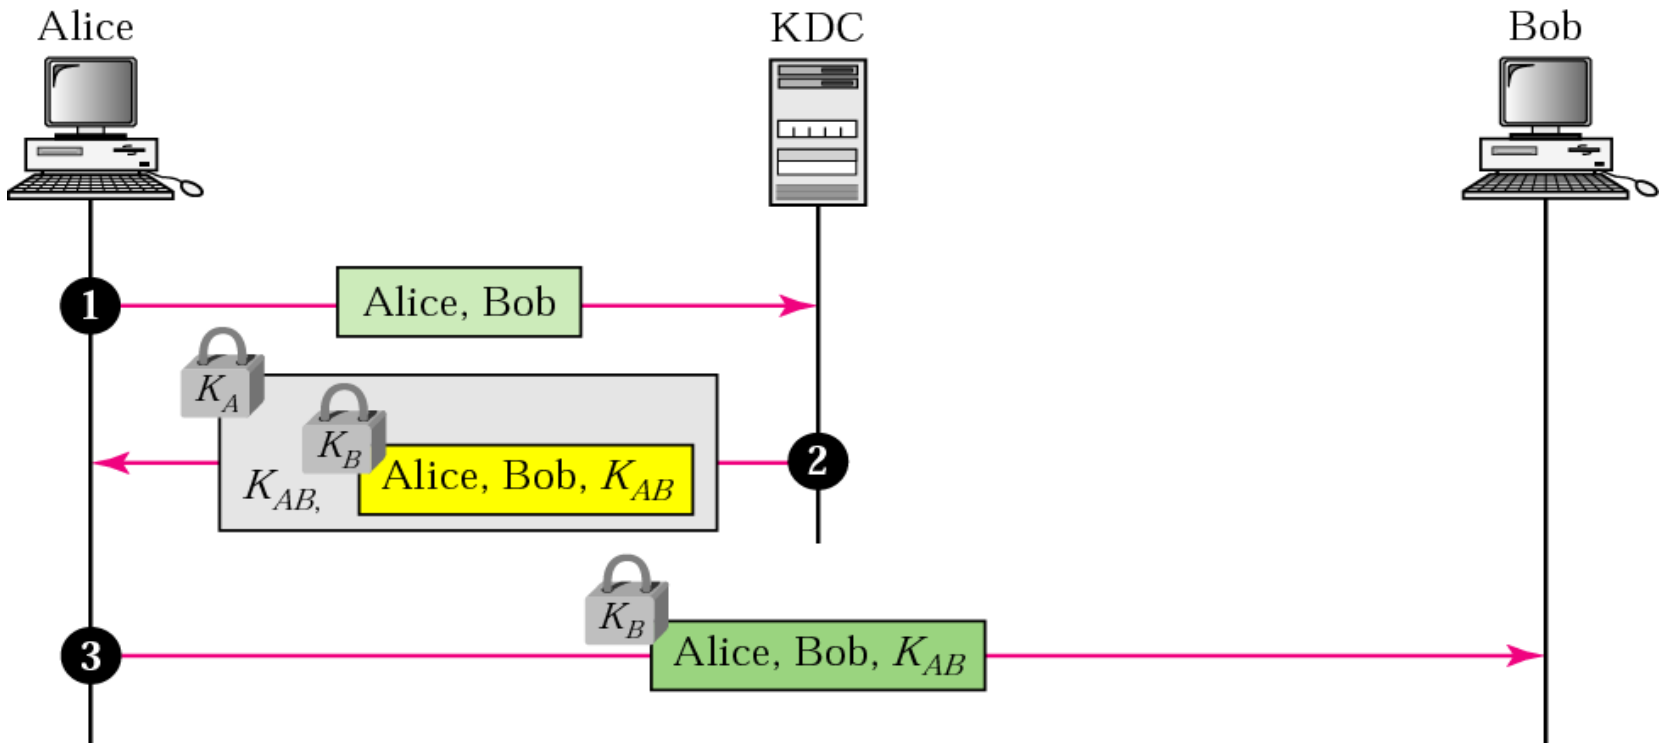 Alice
KDC
Bob
1
Alice, Bob
K_A
K_B
K_AB,
Alice, Bob, K_AB
2
K_B
3
Alice, Bob, K_AB